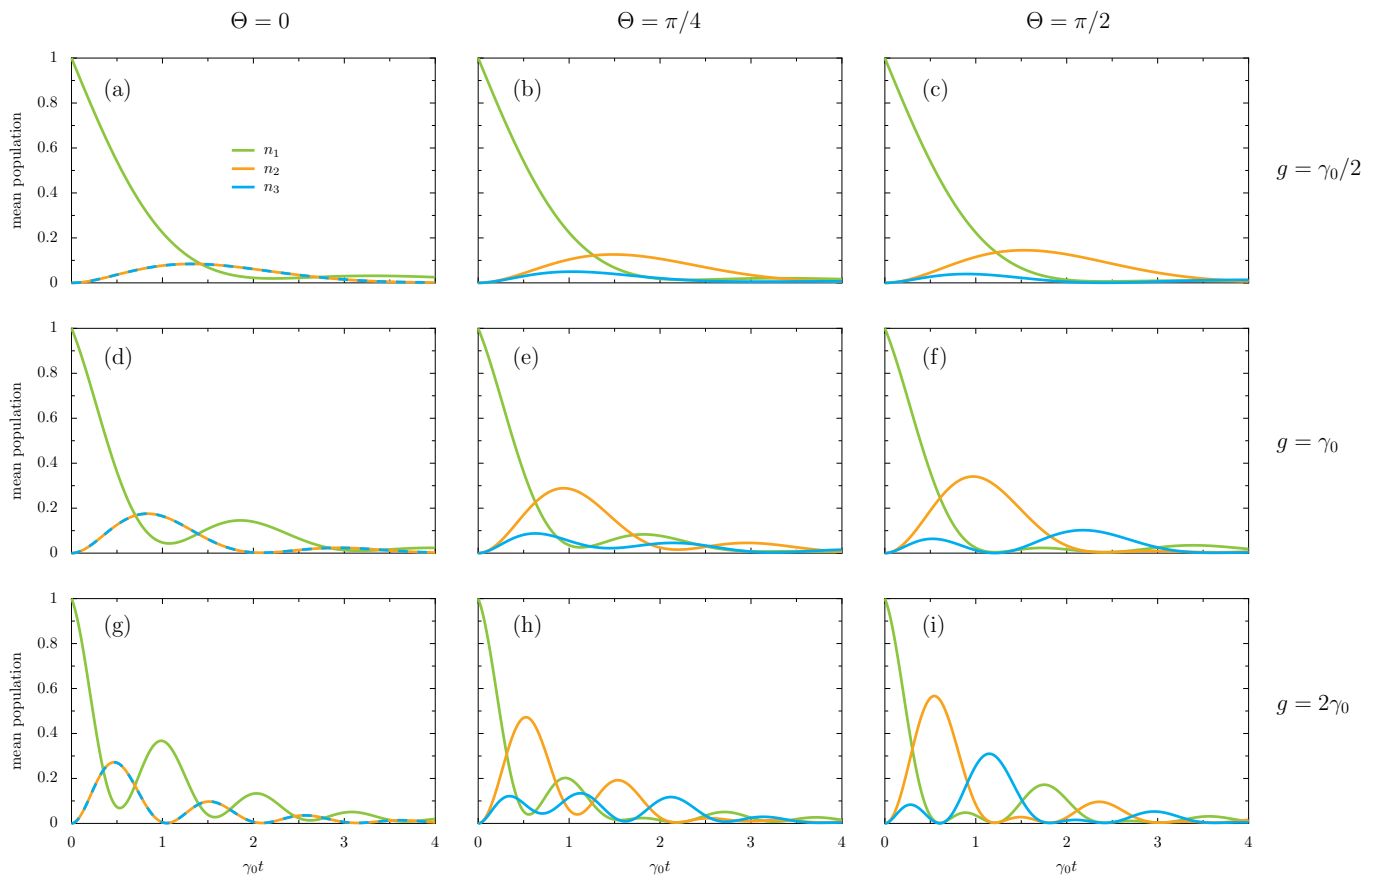 Θ = 0 Θ = π/4 Θ = π/2
1 (a) (b) (c)
0.8
0.6 n₁
n₂
n₃
0.4
0.2
0
mean population
g = γ₀/2
1 (d) (e) (f)
0.8
0.6
0.4
0.2
0
mean population
g = γ₀
1 (g) (h) (i)
0.8
0.6
0.4
0.2
0
mean population
g = 2γ₀
0 1 2 3 4 0 1 2 3 4 0 1 2 3 4
γ₀t γ₀t γ₀t